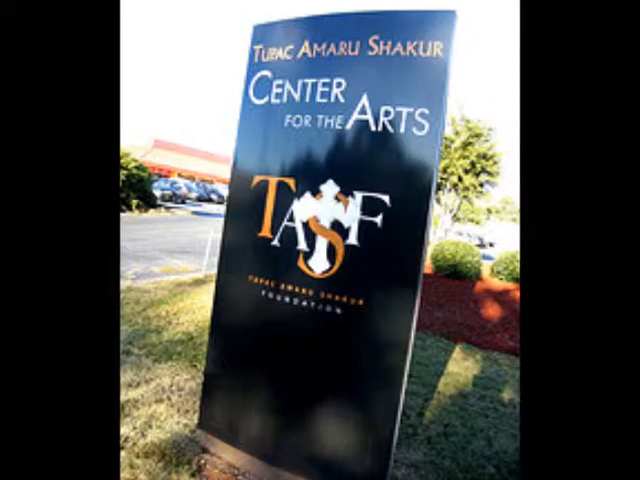 Tupac Amaru Shakur
Center
for the Arts
TASF
TUPAC AMARU SHAKUR
FOUNDATION